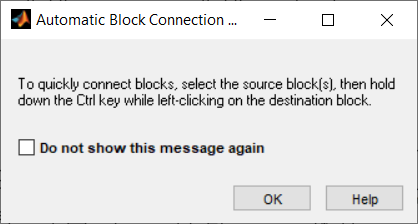 Automatic Block Connection ...
To quickly connect blocks, select the source block(s), then hold
down the Ctrl key while left-clicking on the destination block.
Do not show this message again
OK
Help